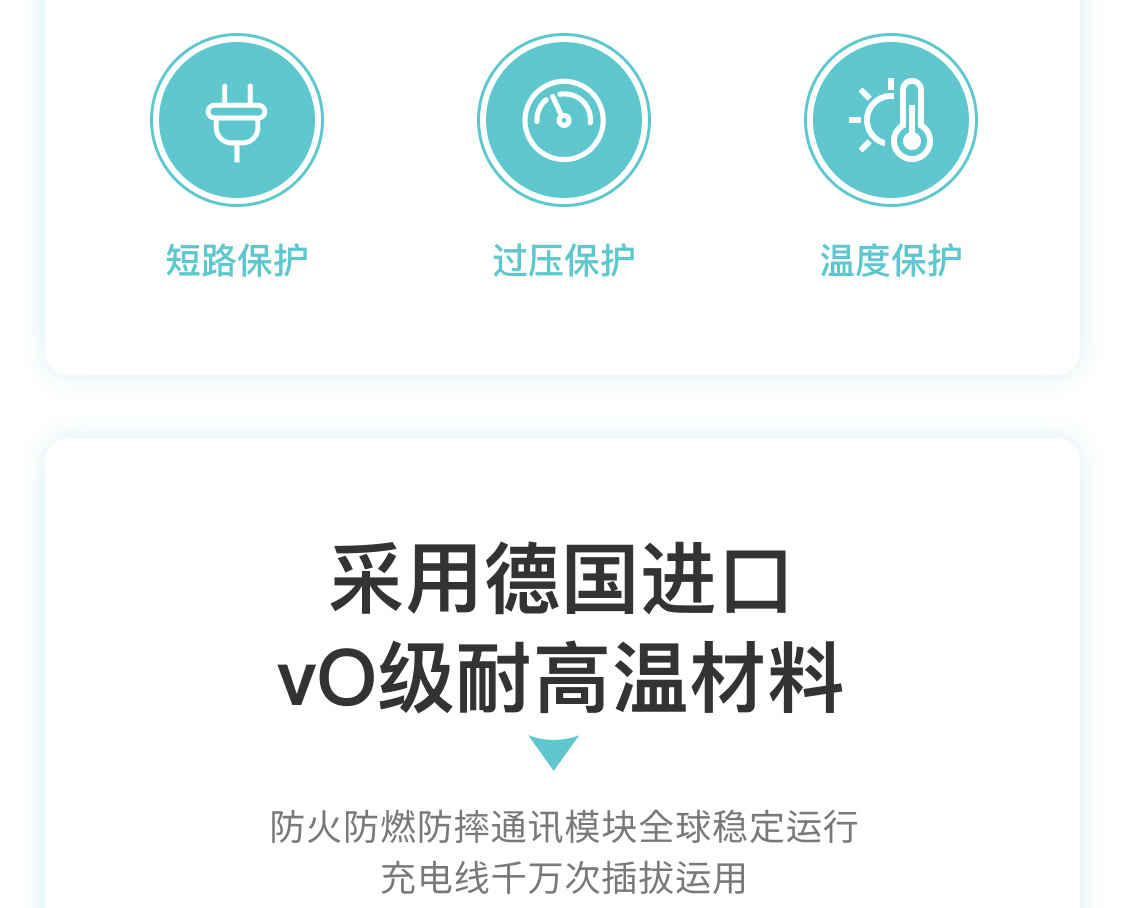 短路保护
过压保护
温度保护
采用德国进口
vO级耐高温材料
防火防燃防摔通讯模块全球稳定运行
充电线千万次插拔运用